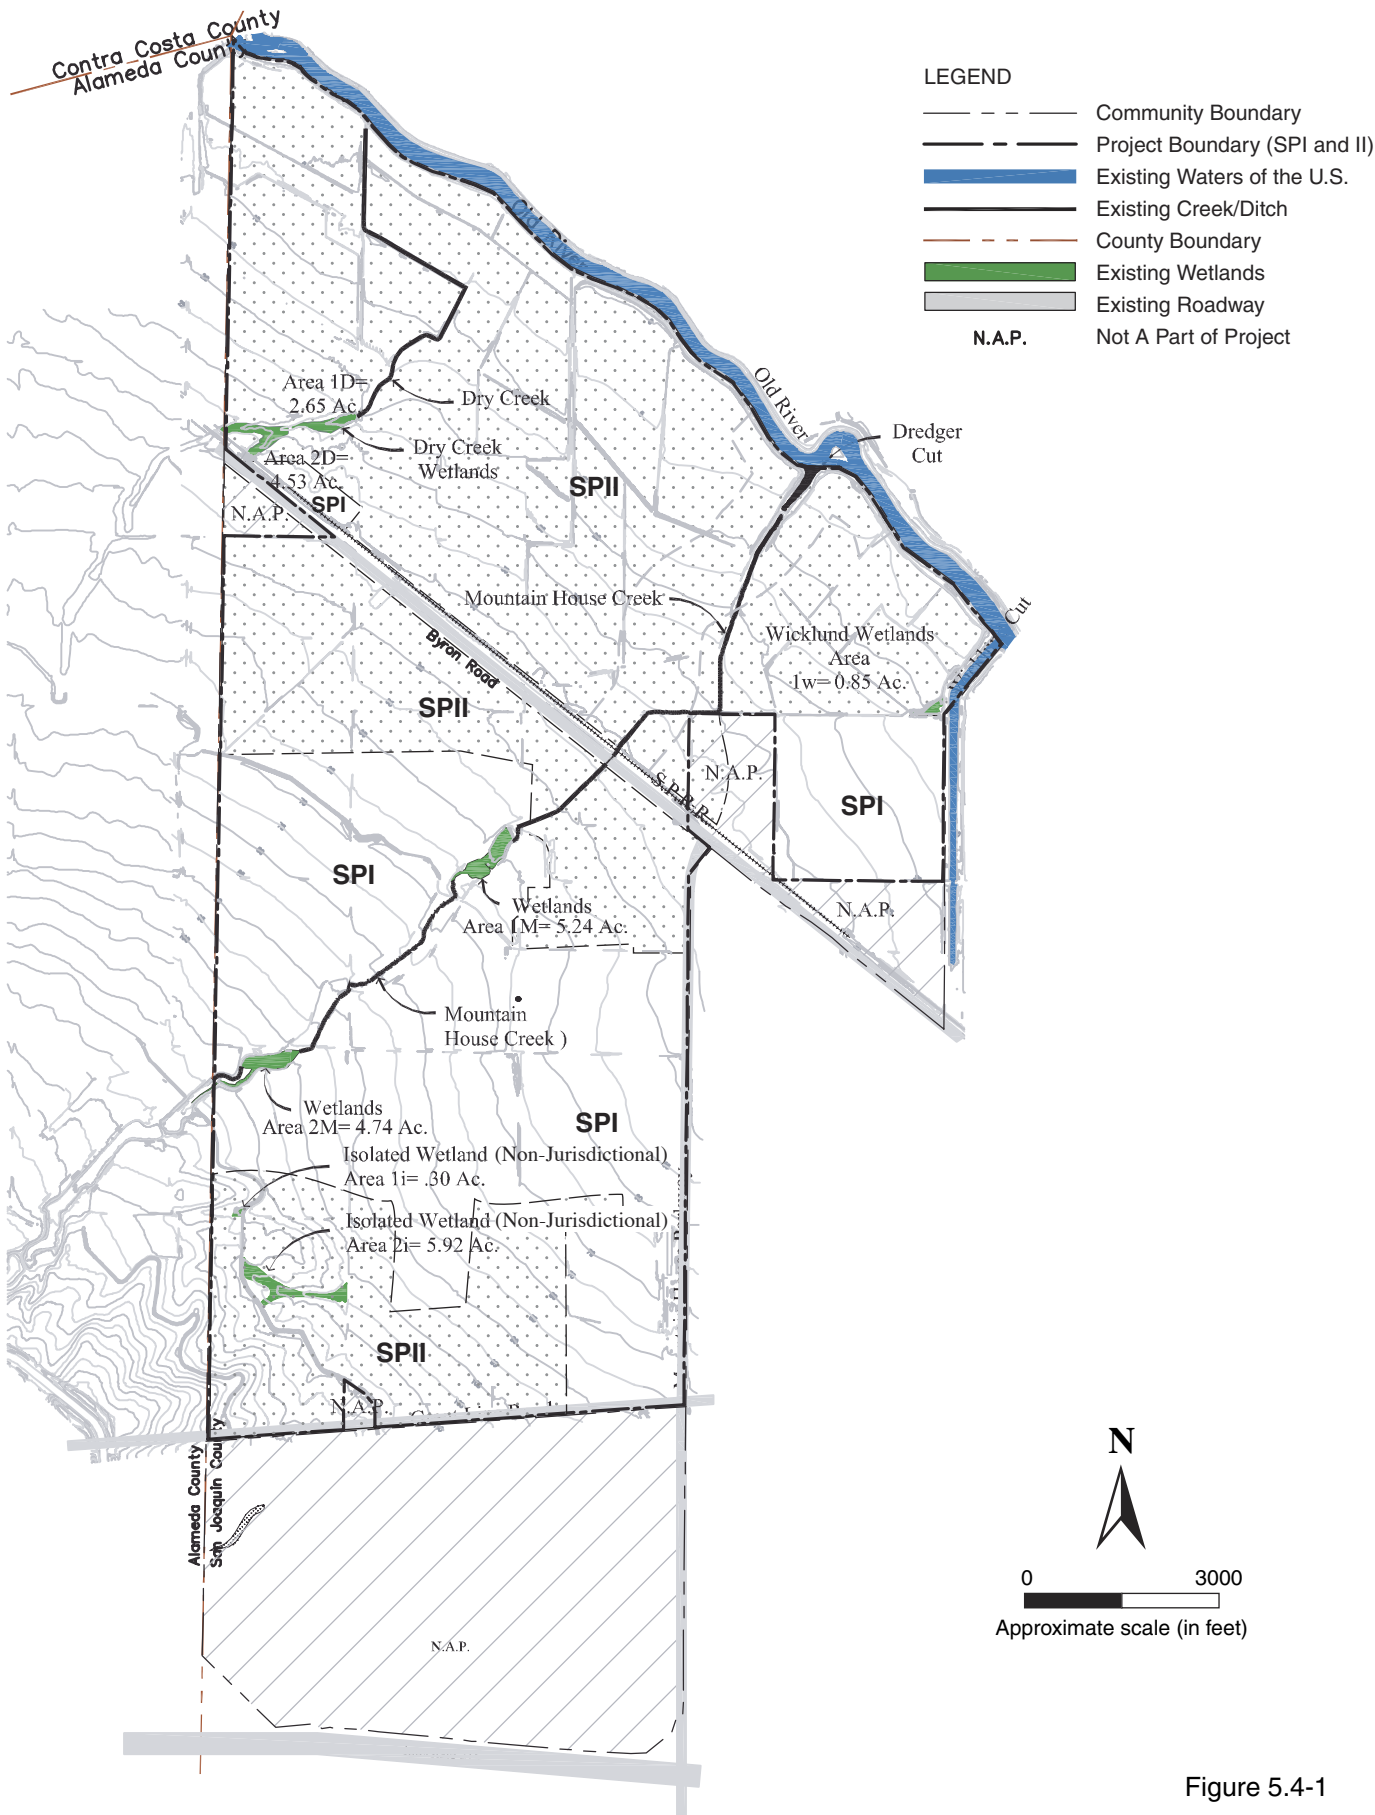 Contra Costa County
Alameda County
LEGEND
Community Boundary
Project Boundary (SPI and II)
Existing Waters of the U.S.
Existing Creek/Ditch
County Boundary
Existing Wetlands
Existing Roadway
N.A.P.
Not A Part of Project
Old River
Area 1D=
2.65 Ac
Dry Creek
Old River
Dredger
Cut
Dry Creek
Wetlands
Area 2D=
4.53 Ac.
SPI
SPII
N.A.P.
Mountain House Creek
Cut
Wicklund Wetlands
Area
1w= 0.85 Ac.
Byron Road
SPII
S.P.R.R.
N.A.P.
SPI
SPI
N.A.P.
Wetlands
Area 1M= 5.24 Ac.
Mountain
House Creek )
Wetlands
Area 2M= 4.74 Ac.
SPI
Isolated Wetland (Non-Jurisdictional)
Area 1i= .30 Ac.
Isolated Wetland (Non-Jurisdictional)
Area 2i= 5.92 Ac.
SPII
N.A.P.
Alameda County
San Joaquin County
N.A.P.
N
0 3000
Approximate scale (in feet)
Figure 5.4-1